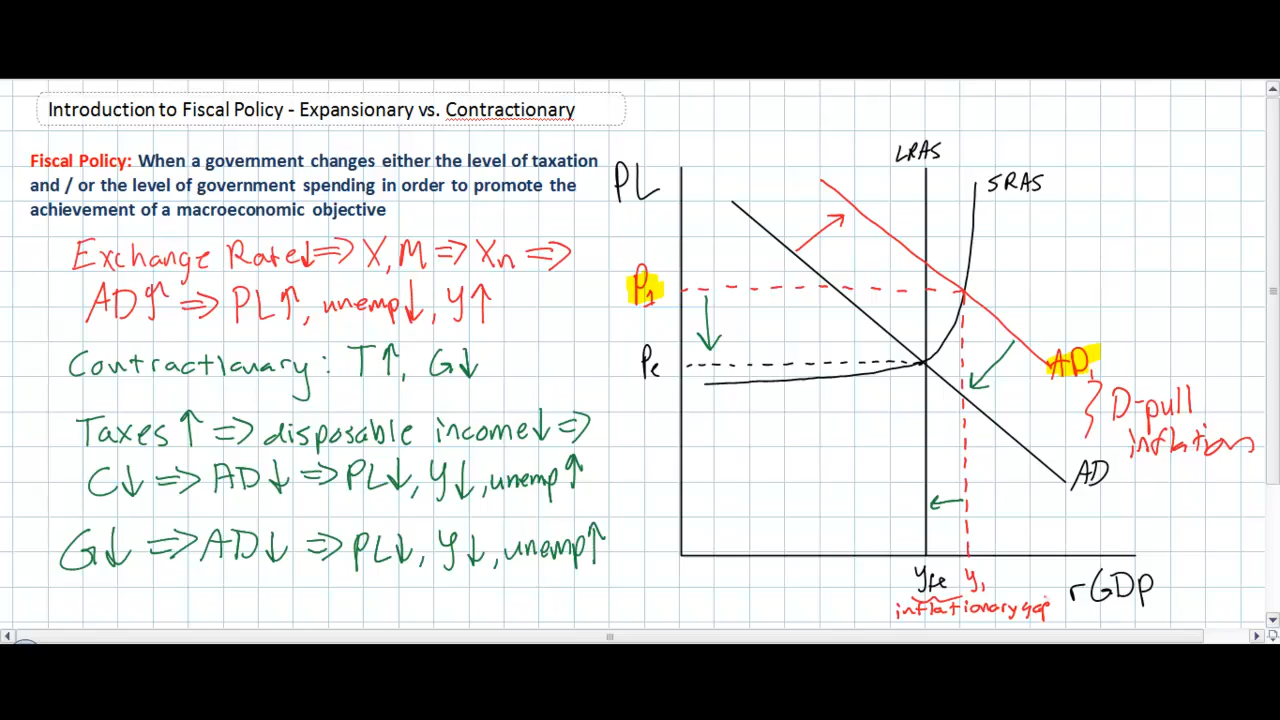 Introduction to Fiscal Policy - Expansionary vs. Contractionary
Fiscal Policy: When a government changes either the level of taxation
and / or the level of government spending in order to promote the
achievement of a macroeconomic objective
Exchange Rate↓ ⇒ X, M ⇒ Xn ⇒
AD↑ ⇒ PL↑, unemp↓, Y↑
Contractionary: T↑, G↓
Taxes↑ ⇒ disposable income↓ ⇒
C↓ ⇒ AD↓ ⇒ PL↓, Y↓, unemp↑
G↓ ⇒ AD↓ ⇒ PL↓, Y↓, unemp↑
PL
LRAS
SRAS
P1
Pe
AD1
} D-pull
inflation
AD
Yfe
Y1
rGDP
inflationary gap